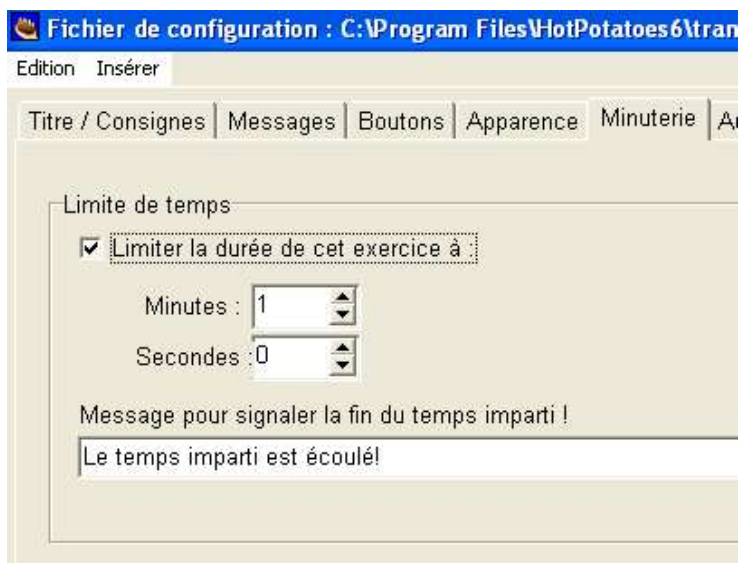 Fichier de configuration : C:\Program Files\HotPotatoes6\tran
Edition Insérer
Titre / Consignes Messages Boutons Apparence Minuterie
Limite de temps
Limiter la durée de cet exercice à :
Minutes : 1
Secondes : 0
Message pour signaler la fin du temps imparti !
Le temps imparti est écoulé!